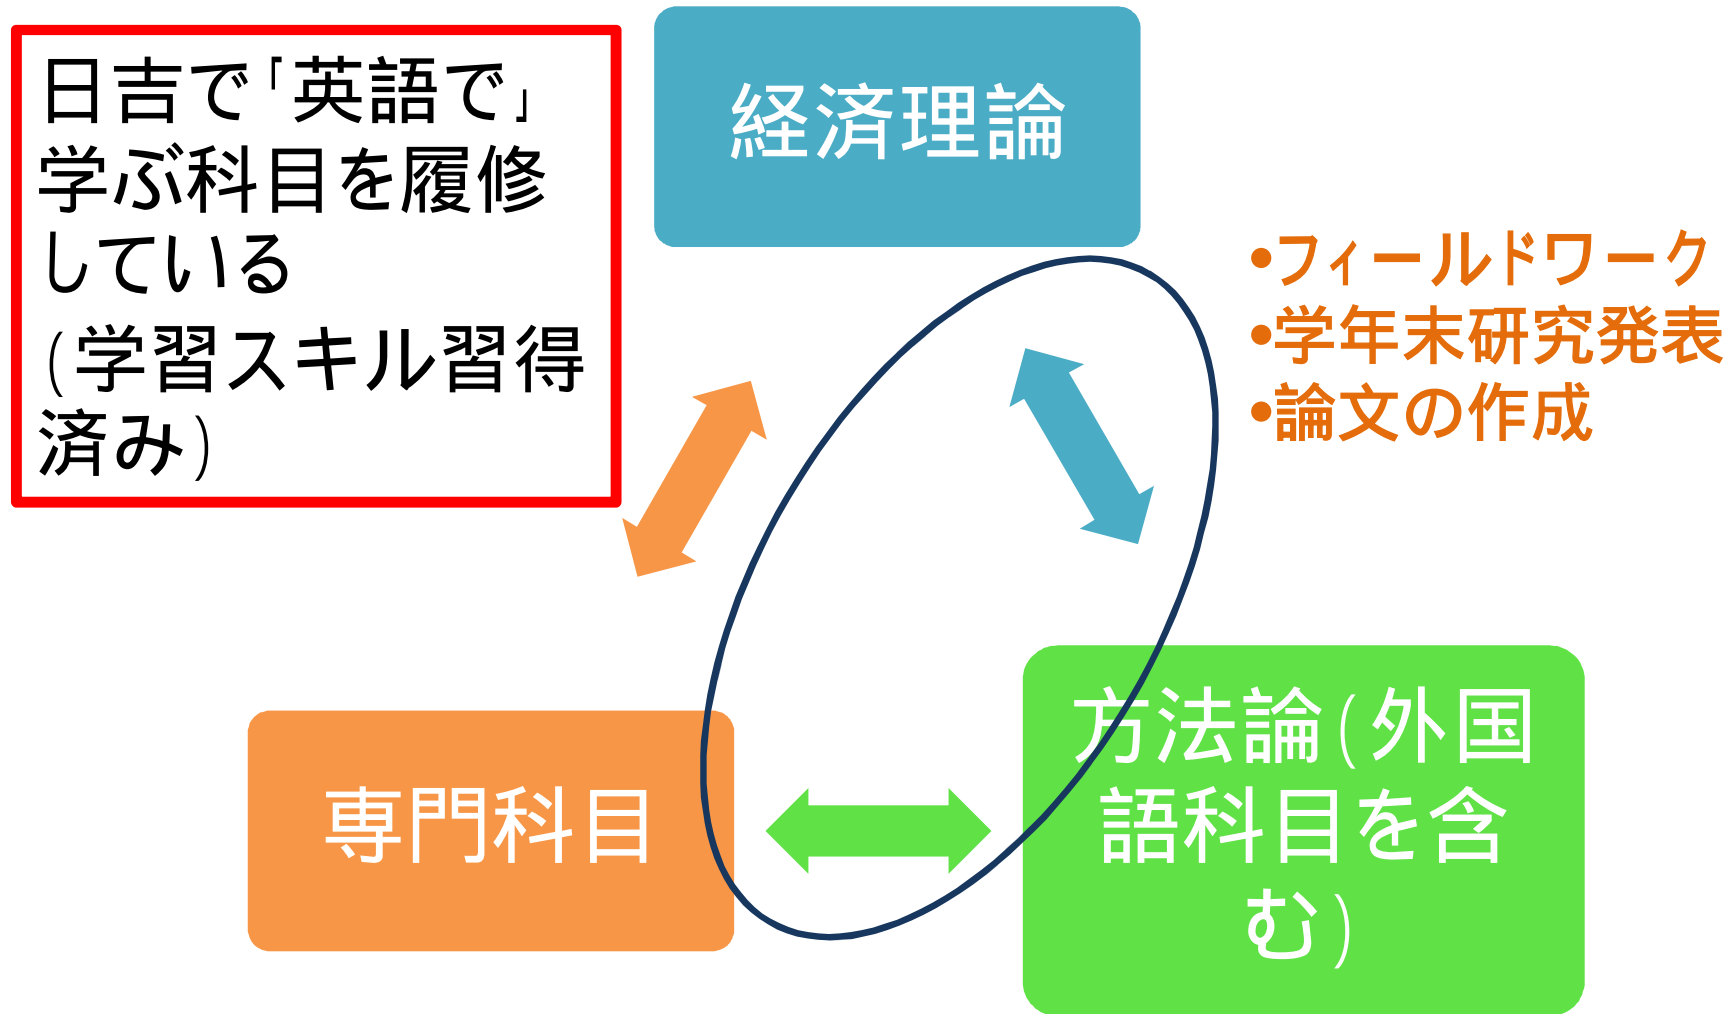 日吉で「英語で」
学ぶ科目を履修
している
(学習スキル習得
済み)
経済理論
•フィールドワーク
•学年末研究発表
•論文の作成
専門科目
方法論(外国
語科目を含
む)